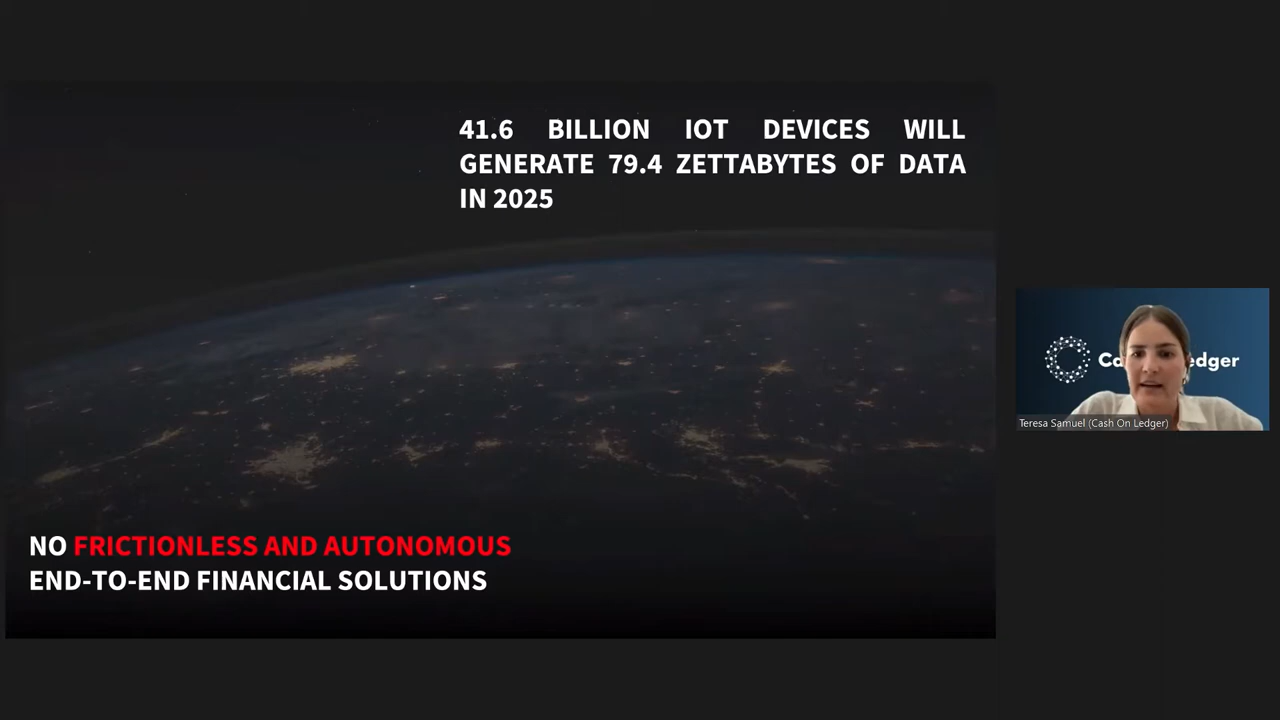 41.6 BILLION IOT DEVICES WILL
GENERATE 79.4 ZETTABYTES OF DATA
IN 2025
NO FRICTIONLESS AND AUTONOMOUS
END-TO-END FINANCIAL SOLUTIONS
Teresa Samuel (Cash On Ledger)